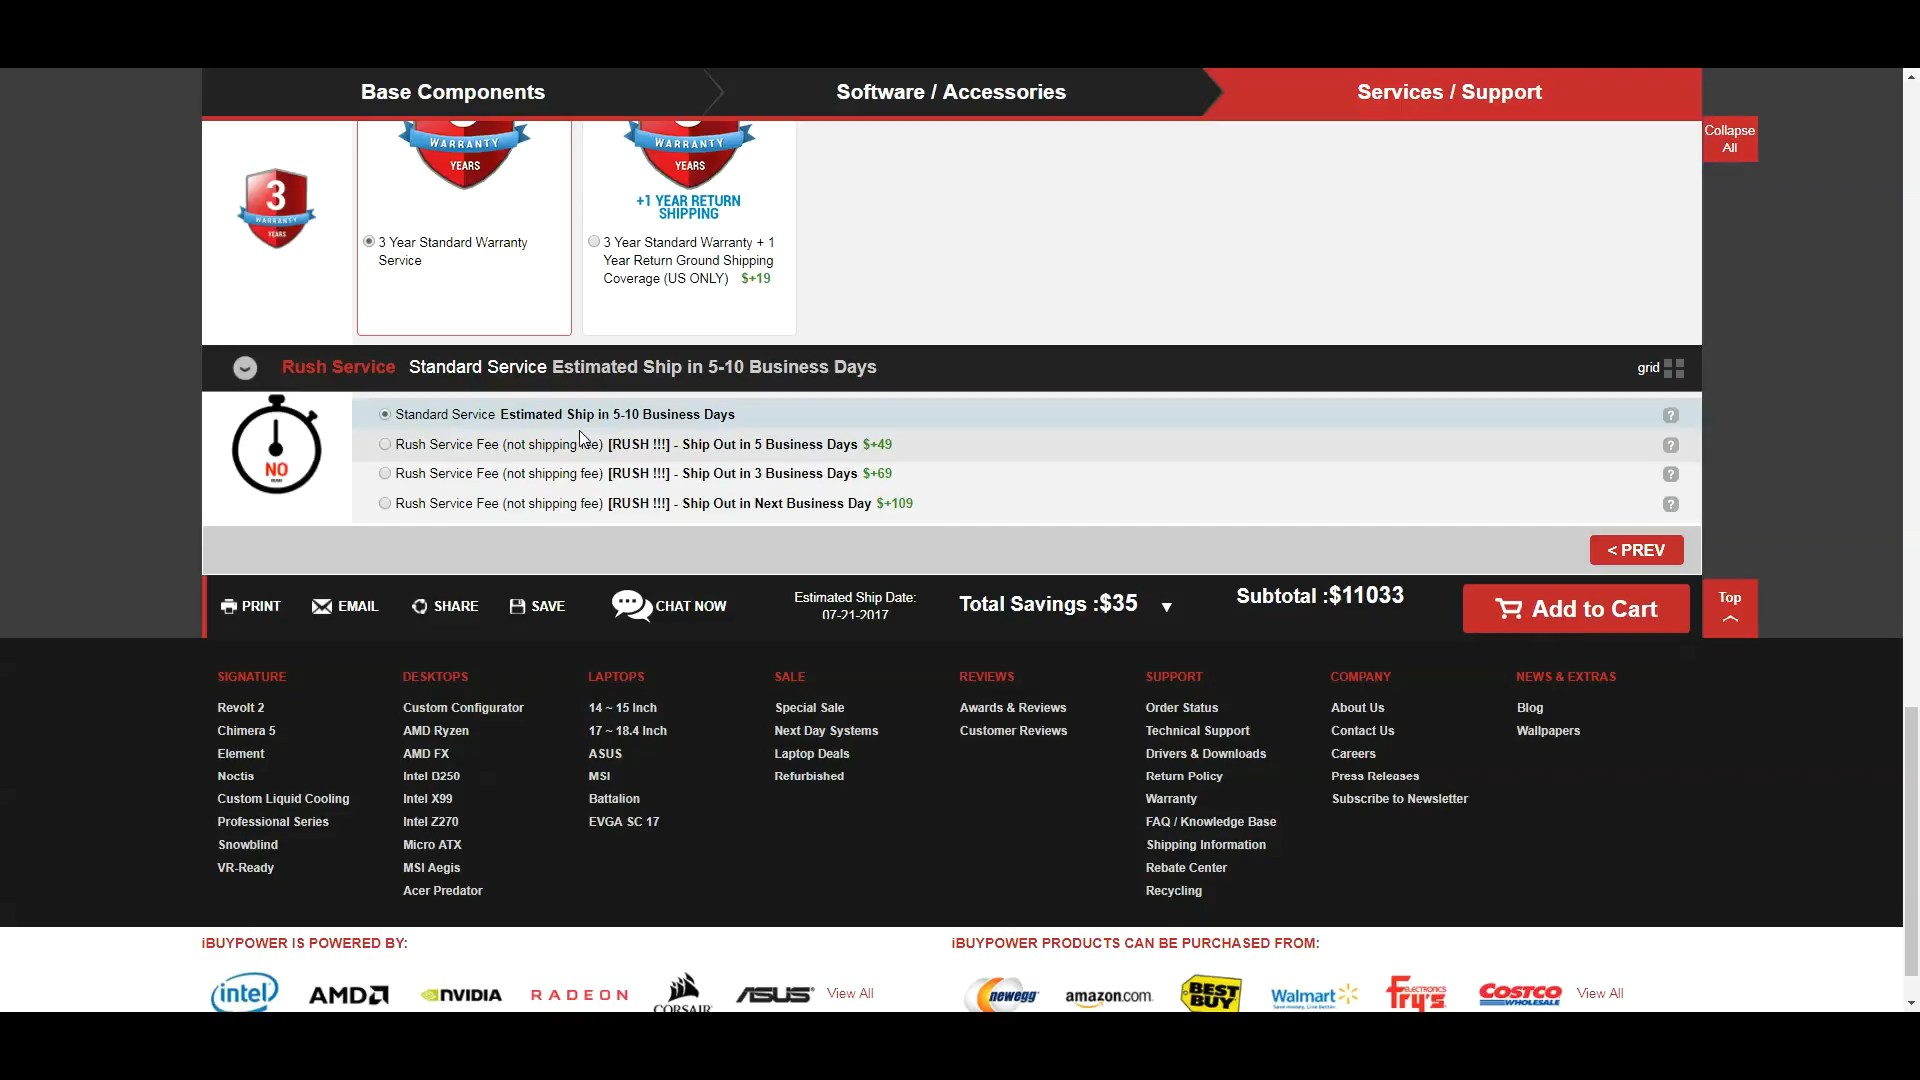 Base Components
Software / Accessories
Services / Support
Collapse
All
3
WARRANTY
YEARS
WARRANTY
YEARS
WARRANTY
YEARS
+1 YEAR RETURN
SHIPPING
3 Year Standard Warranty
Service
3 Year Standard Warranty + 1
Year Return Ground Shipping
Coverage (US ONLY) $+19
Rush Service Standard Service Estimated Ship in 5-10 Business Days
grid
NO
Standard Service Estimated Ship in 5-10 Business Days
?
Rush Service Fee (not shipping fee) [RUSH !!!] - Ship Out in 5 Business Days $+49
?
Rush Service Fee (not shipping fee) [RUSH !!!] - Ship Out in 3 Business Days $+69
?
Rush Service Fee (not shipping fee) [RUSH !!!] - Ship Out in Next Business Day $+109
?
< PREV
PRINT
EMAIL
SHARE
SAVE
CHAT NOW
Estimated Ship Date:
07-21-2017
Total Savings :$35
Subtotal :$11033
Add to Cart
Top
SIGNATURE
Revolt 2
Chimera 5
Element
Noctis
Custom Liquid Cooling
Professional Series
Snowblind
VR-Ready
DESKTOPS
Custom Configurator
AMD Ryzen
AMD FX
Intel B250
Intel X99
Intel Z270
Micro ATX
MSI Aegis
Acer Predator
LAPTOPS
14 ~ 15 Inch
17 ~ 18.4 Inch
ASUS
MSI
Battalion
EVGA SC 17
SALE
Special Sale
Next Day Systems
Laptop Deals
Refurbished
REVIEWS
Awards & Reviews
Customer Reviews
SUPPORT
Order Status
Technical Support
Drivers & Downloads
Return Policy
Warranty
FAQ / Knowledge Base
Shipping Information
Rebate Center
Recycling
COMPANY
About Us
Contact Us
Careers
Press Releases
Subscribe to Newsletter
NEWS & EXTRAS
Blog
Wallpapers
iBUYPOWER IS POWERED BY:
intel
AMD
NVIDIA
RADEON
CORSAIR
ASUS
View All
iBUYPOWER PRODUCTS CAN BE PURCHASED FROM:
newegg
amazon.com
BEST
BUY
Walmart
Save money. Live better.
Fry's
ELECTRONICS
COSTCO
WHOLESALE
View All